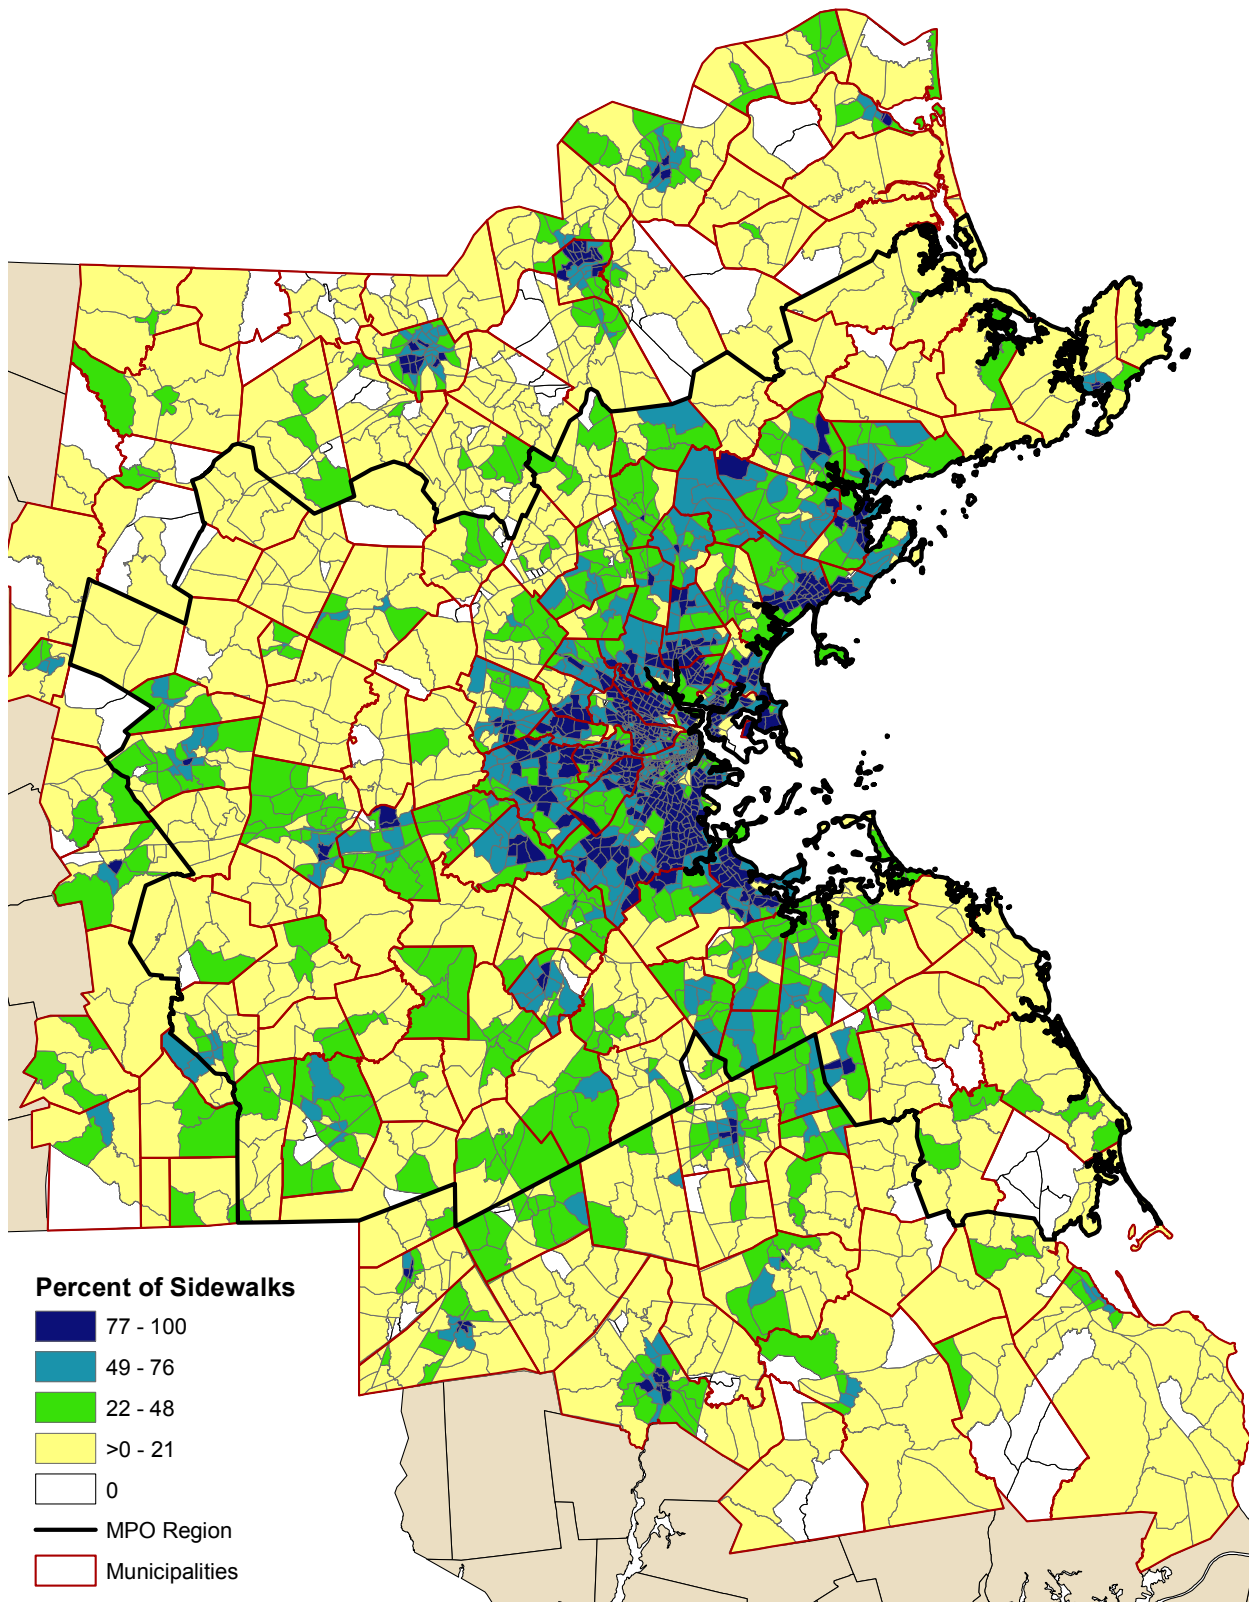 Percent of Sidewalks
77 - 100
49 - 76
22 - 48
>0 - 21
0
MPO Region
Municipalities